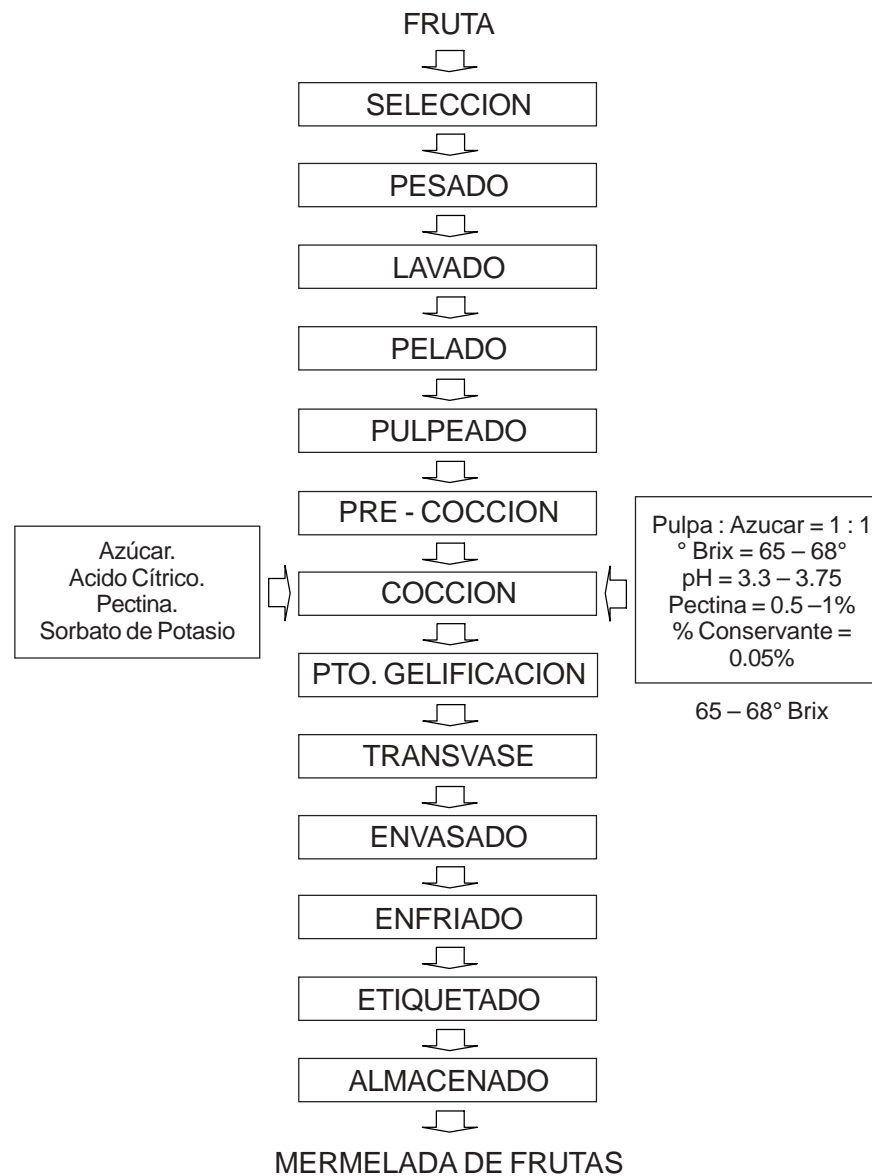 FRUTA
SELECCION
PESADO
LAVADO
PELADO
PULPEADO
PRE - COCCION
Azúcar.
Acido Cítrico.
Pectina.
Sorbato de Potasio
COCCION
Pulpa : Azucar = 1 : 1
° Brix = 65 – 68°
pH = 3.3 – 3.75
Pectina = 0.5 –1%
% Conservante =
0.05%
PTO. GELIFICACION
65 – 68° Brix
TRANSVASE
ENVASADO
ENFRIADO
ETIQUETADO
ALMACENADO
MERMELADA DE FRUTAS